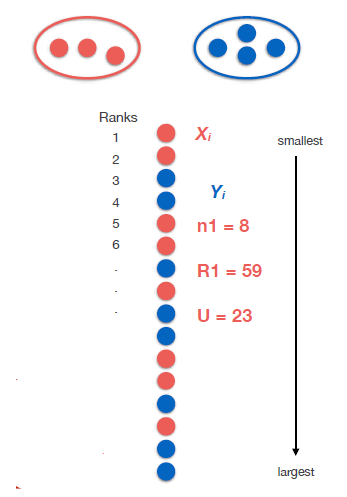 Ranks
1
2
3
4
5
6
.
.
.
Xi
smallest
Yi
n1 = 8
R1 = 59
U = 23
largest